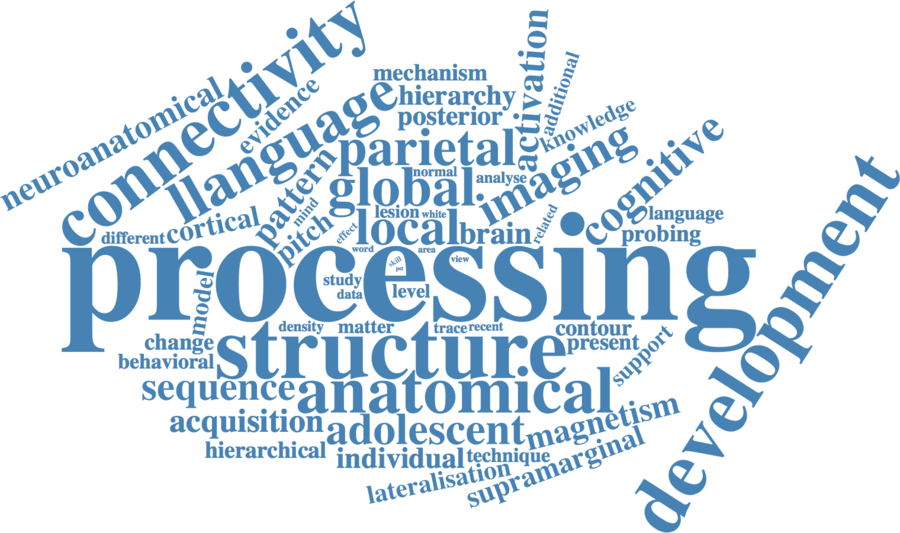 connectivity
neuroanatomical
evidence
llanguage
mechanism
hierarchy
posterior
activation
additional
knowledge
parietal
normal
analyse
imaging
cognitive
pattern
mind
global
cortical
pitch
different
effect
lesion
white
local
brain
related
language
probing
word
area
view
skill
processing
study
data
level
model
development
density
matter
trace
recent
contour
present
support
change
behavioral
structure
sequence
anatomical
acquisition
adolescent
magnetism
hierarchical
individual
technique
supramarginal
lateralisation